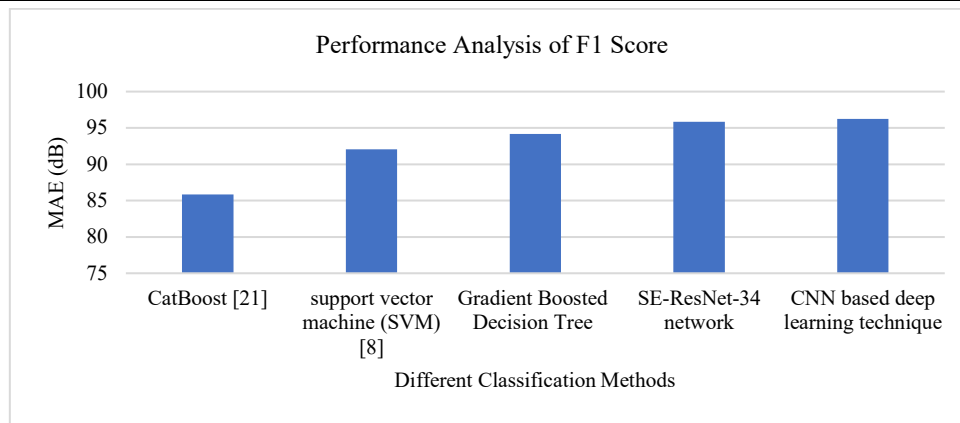 Performance Analysis of F1 Score
MAE (dB)
100
95
90
85
80
75
CatBoost [21]
support vector
machine (SVM)
[8]
Gradient Boosted
Decision Tree
SE-ResNet-34
network
CNN based deep
learning technique
Different Classification Methods